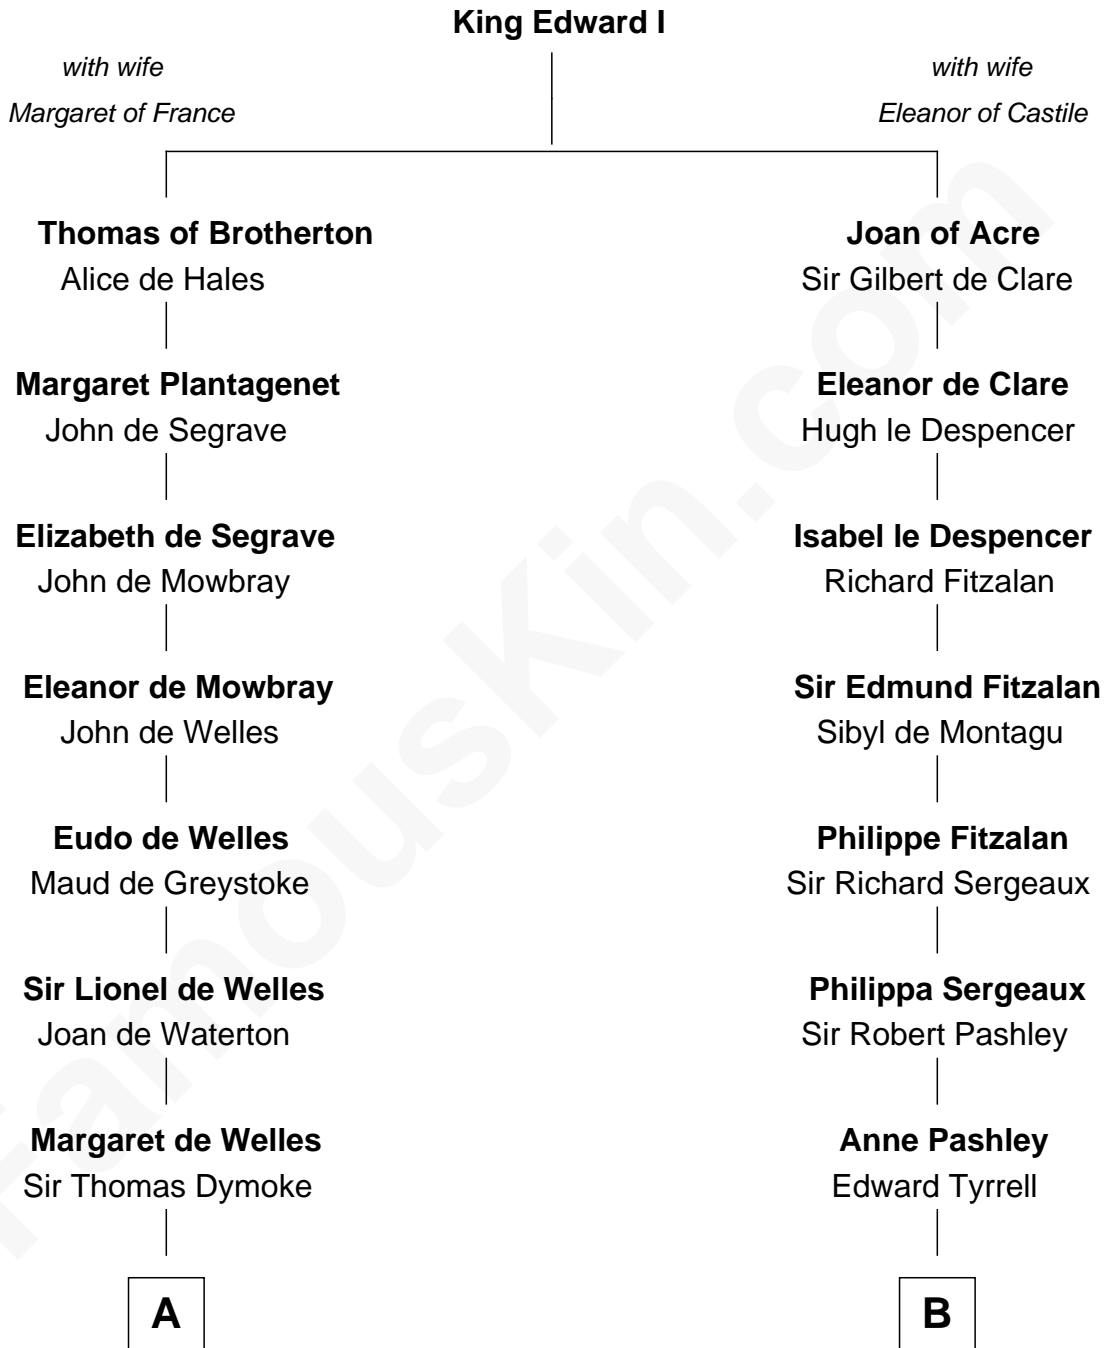 King Edward I
with wife
Margaret of France
with wife
Eleanor of Castile
Thomas of Brotherton
Alice de Hales
Joan of Acre
Sir Gilbert de Clare
Margaret Plantagenet
John de Segrave
Eleanor de Clare
Hugh le Despencer
Elizabeth de Segrave
John de Mowbray
Isabel le Despencer
Richard Fitzalan
Eleanor de Mowbray
John de Welles
Sir Edmund Fitzalan
Sibyl de Montagu
Eudo de Welles
Maud de Greystoke
Philippe Fitzalan
Sir Richard Sergeaux
Sir Lionel de Welles
Joan de Waterton
Philippa Sergeaux
Sir Robert Pashley
Margaret de Welles
Sir Thomas Dymoke
Anne Pashley
Edward Tyrrell
A
B
FamousKin.com